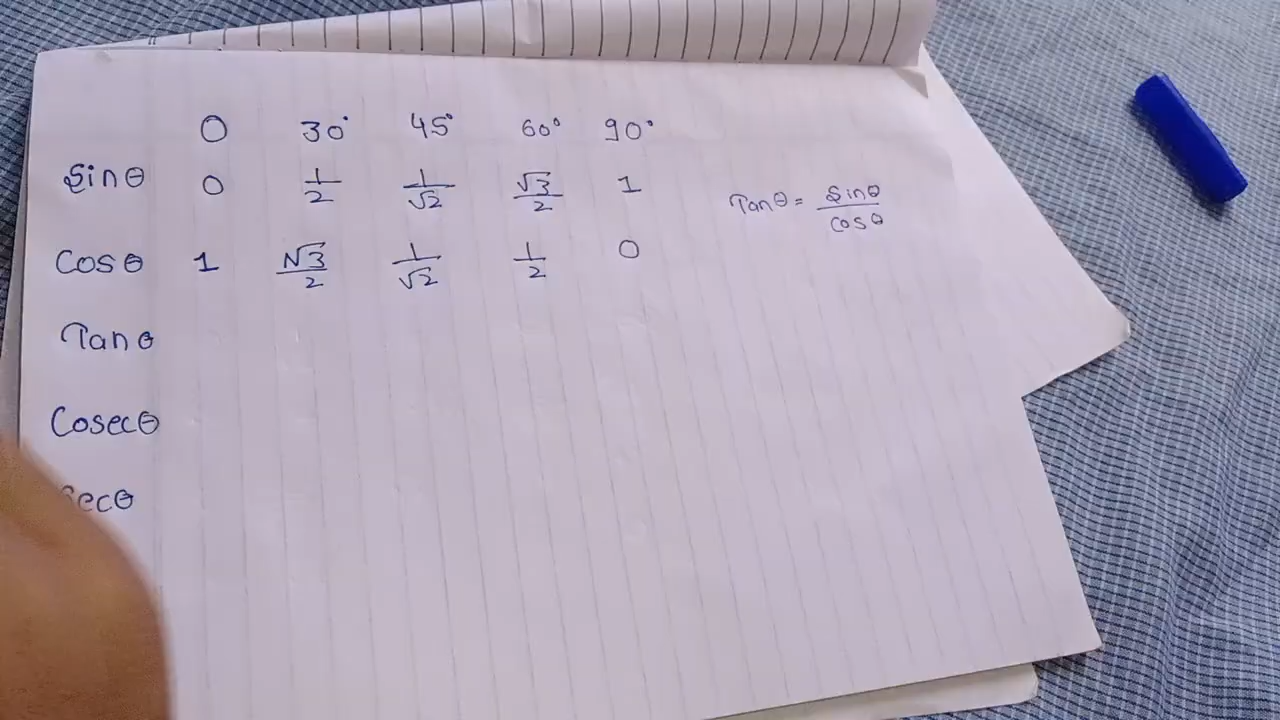 0 30° 45° 60° 90°
Sinθ 0 1/2 1/√2 √3/2 1
Cosθ 1 √3/2 1/√2 1/2 0
Tanθ = Sinθ/cosθ
Tanθ
Cosecθ
Secθ